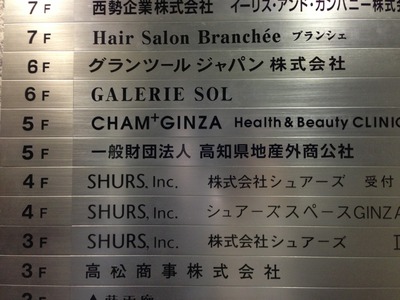 7F 西勢企業株式会社 イーリス・アンド・カンパニー株式会
7F Hair Salon Branchée ブランシェ
6F グランツール ジャパン 株式会社
6F GALERIE SOL
5F CHAM+GINZA Health & Beauty CLINIC
5F 一般財団法人 高知県地産外商公社
4F SHURS, Inc. 株式会社シュアーズ 受付
4F SHURS, Inc. シュアーズスペースGINZA
3F SHURS, Inc. 株式会社シュアーズ
3F 高松商事株式会社